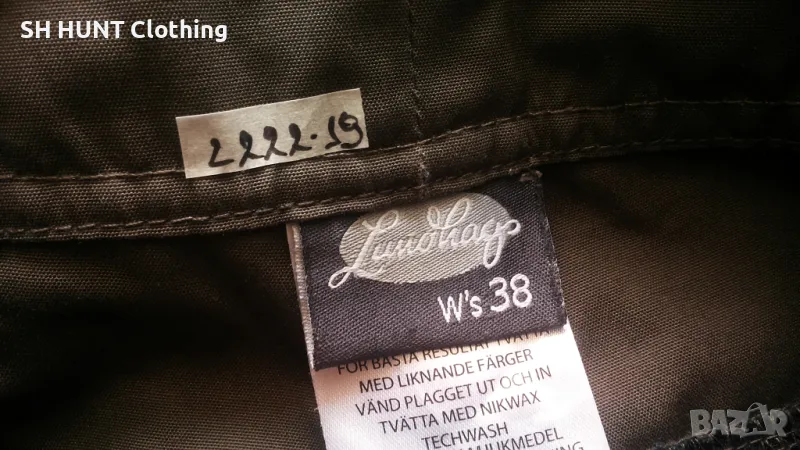 SH HUNT Clothing
2222.19
Lundhags
W's 38
FÖR BÄSTA RESULTAT TVÄTTA
MED LIKNANDE FÄRGER
VÄND PLAGGET UT OCH IN
TVÄTTA MED NIKWAX
TECHWASH
BAZAR